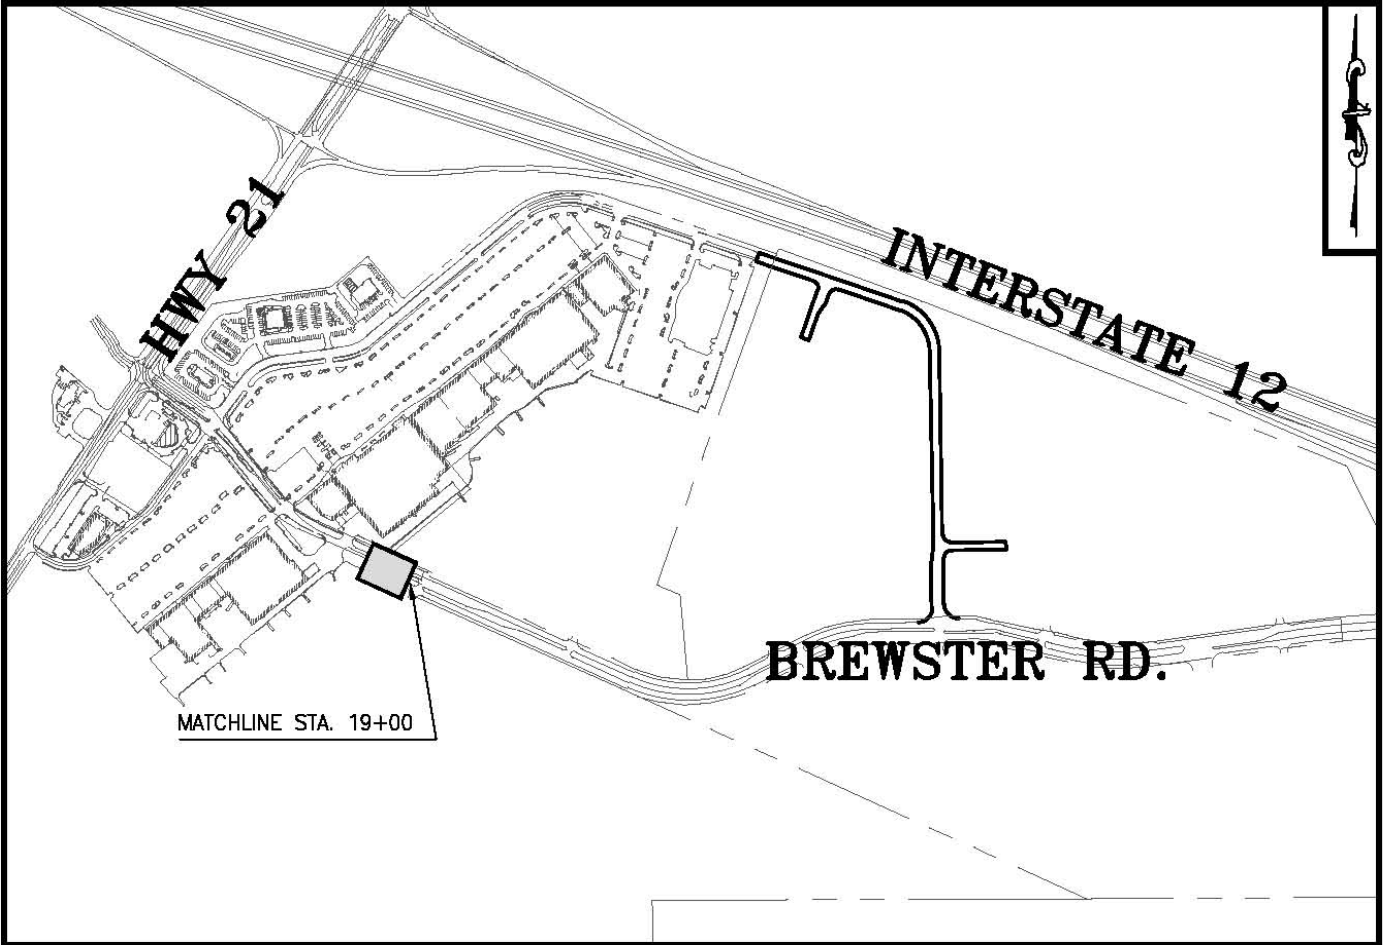 HWY 21
INTERSTATE 12
BREWSTER RD.
MATCHLINE STA. 19+00